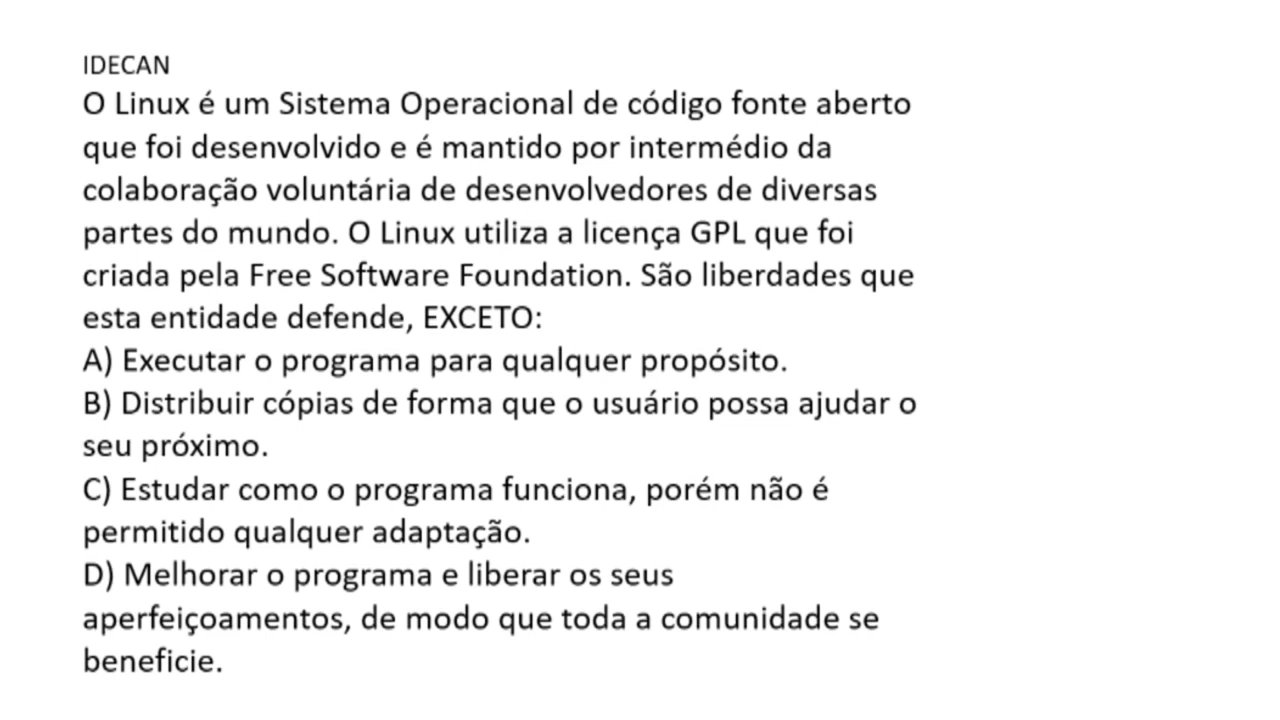 IDECAN
O Linux é um Sistema Operacional de código fonte aberto
que foi desenvolvido e é mantido por intermédio da
colaboração voluntária de desenvolvedores de diversas
partes do mundo. O Linux utiliza a licença GPL que foi
criada pela Free Software Foundation. São liberdades que
esta entidade defende, EXCETO:
A) Executar o programa para qualquer propósito.
B) Distribuir cópias de forma que o usuário possa ajudar o
seu próximo.
C) Estudar como o programa funciona, porém não é
permitido qualquer adaptação.
D) Melhorar o programa e liberar os seus
aperfeiçoamentos, de modo que toda a comunidade se
beneficie.